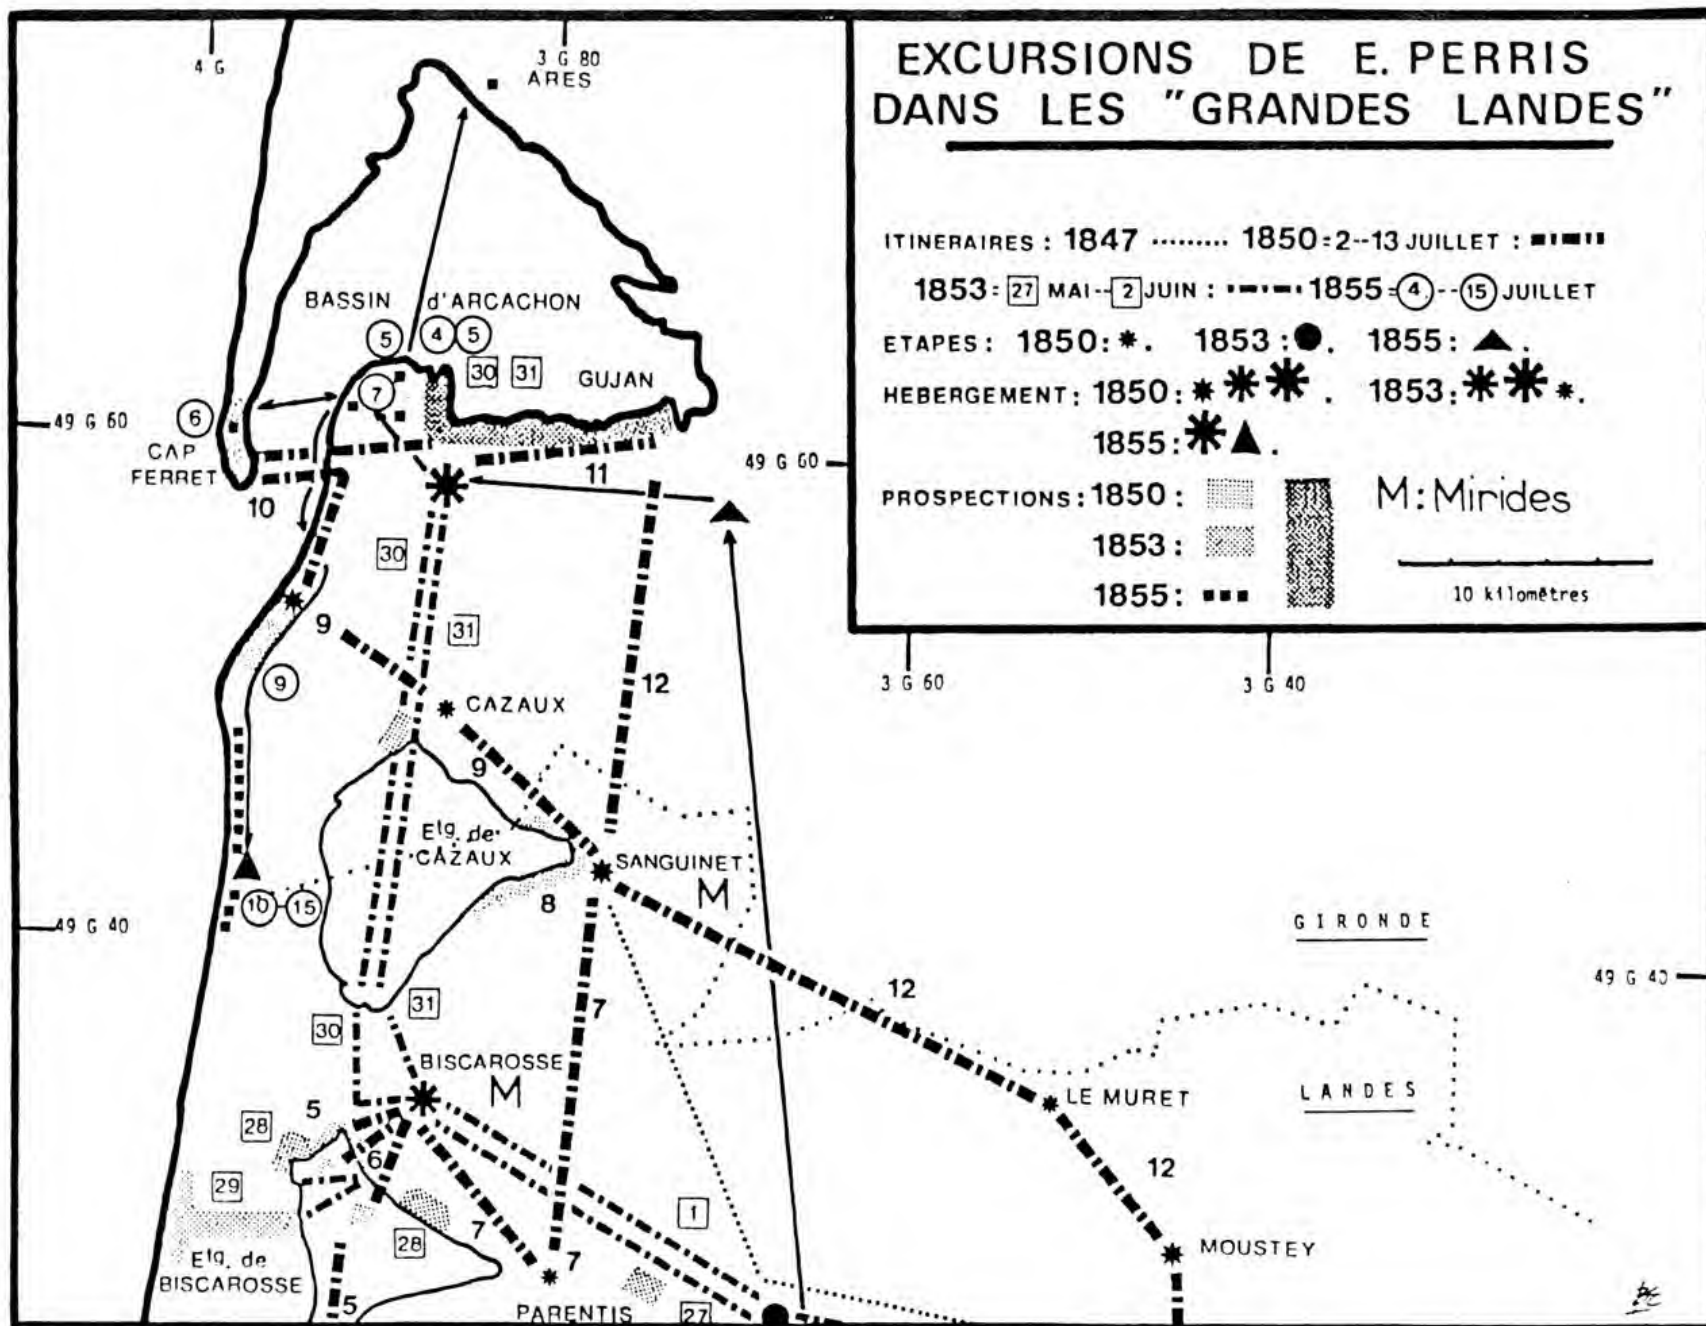 EXCURSIONS DE E. PERRIS
DANS LES "GRANDES LANDES"
ITINERAIRES : 1847 ........ 1850=2--13 JUILLET :
1853= 27 MAI--2 JUIN : 1855=4--15 JUILLET
ETAPES : 1850: . 1853: . 1855: .
HEBERGEMENT: 1850: . 1853: .
1855: .
PROSPECTIONS: 1850: M: Mirides
1853 :
1855 :
10 kilomètres
4 G
3 G 80
ARES
BASSIN d'ARCACHON
5 4 5
30 31
GUJAN
7
6
49 G 60
CAP
FERRET
49 G 60
10
11
30
31
9
9
12
3 G 60
3 G 40
CAZAUX
9
Etg. de
CAZAUX
SANGUINET
M
8
10 15
49 G 40
GIRONDE
49 G 40
12
7
31
30
BISCAROSSE
M
LE MURET
LANDES
5
28
6
12
29
28
7
1
7
MOUSTEY
Etg. de
BISCAROSSE
5
PARENTIS
27